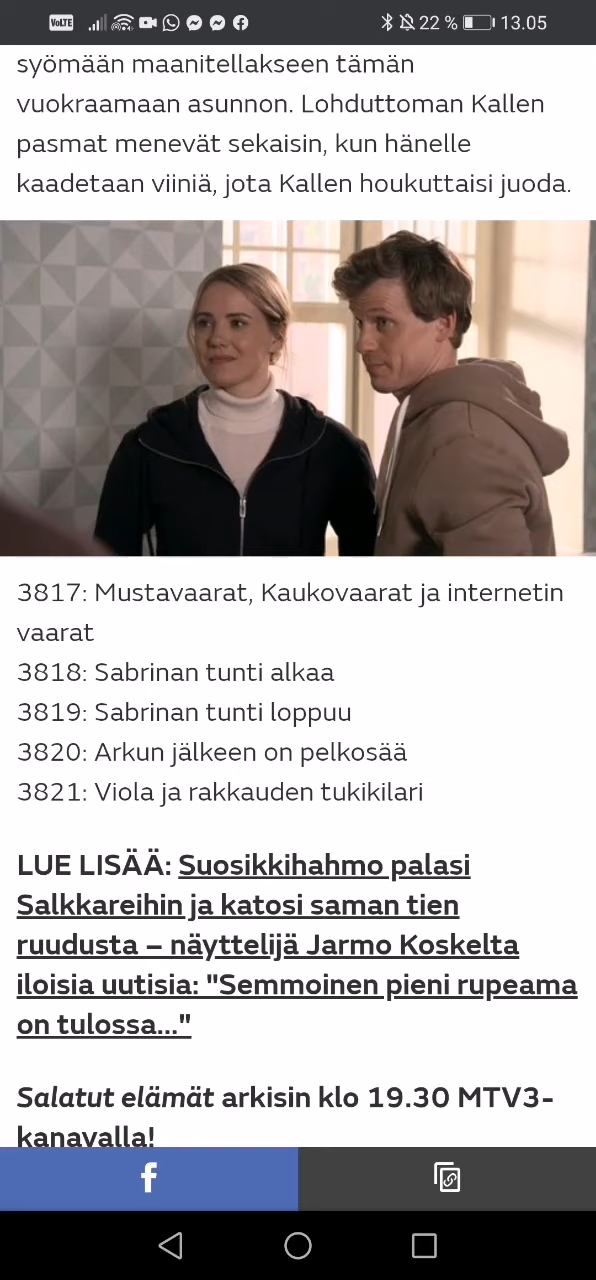 VoLTE 22 % 13.05
syömään maanitellakseen tämän
vuokraamaan asunnon. Lohduttoman Kallen
pasmat menevät sekaisin, kun hänelle
kaadetaan viiniä, jota Kallen houkuttaisi juoda.
3817: Mustavaarat, Kaukovaarat ja internetin
vaarat
3818: Sabrinan tunti alkaa
3819: Sabrinan tunti loppuu
3820: Arkun jälkeen on pelkosää
3821: Viola ja rakkauden tukikilari
LUE LISÄÄ: Suosikkihahmo palasi
Salkkareihin ja katosi saman tien
ruudusta – näyttelijä Jarmo Koskelta
iloisia uutisia: "Semmoinen pieni rupeama
on tulossa..."
Salatut elämät arkisin klo 19.30 MTV3-
kanavalla!